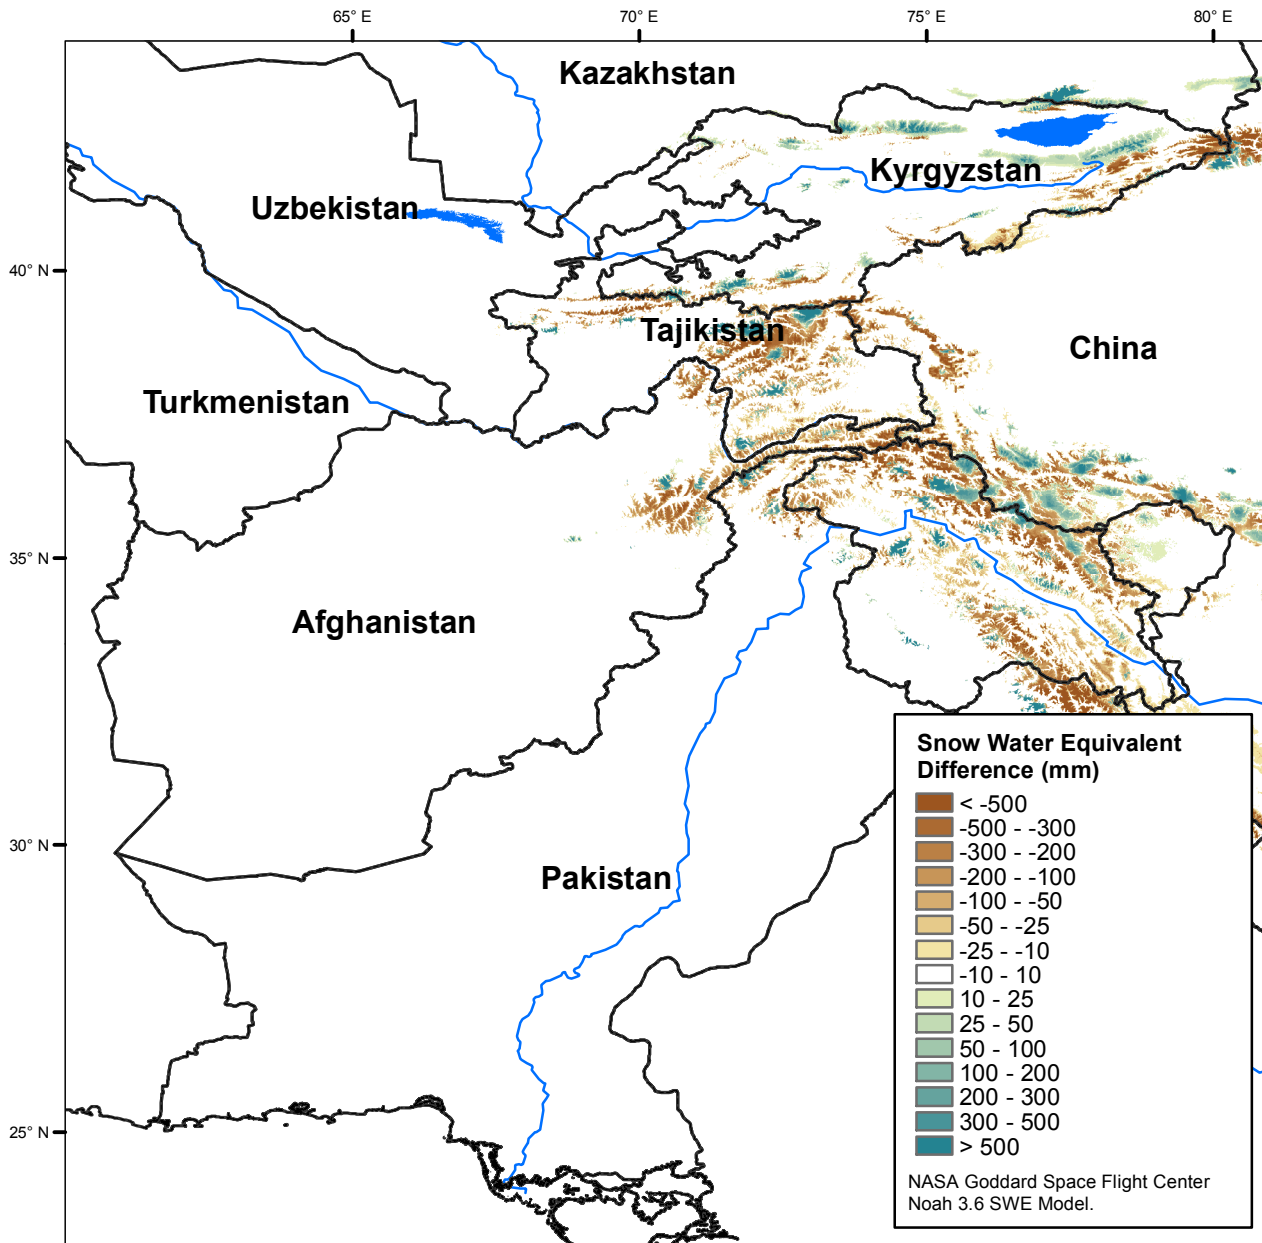 65° E
70° E
75° E
80° E
Kazakhstan
Kyrgyzstan
Uzbekistan
40° N
Tajikistan
China
Turkmenistan
35° N
Afghanistan
30° N
Pakistan
25° N
Snow Water Equivalent
Difference (mm)
< -500
-500 - -300
-300 - -200
-200 - -100
-100 - -50
-50 - -25
-25 - -10
-10 - 10
10 - 25
25 - 50
50 - 100
100 - 200
200 - 300
300 - 500
> 500
NASA Goddard Space Flight Center
Noah 3.6 SWE Model.